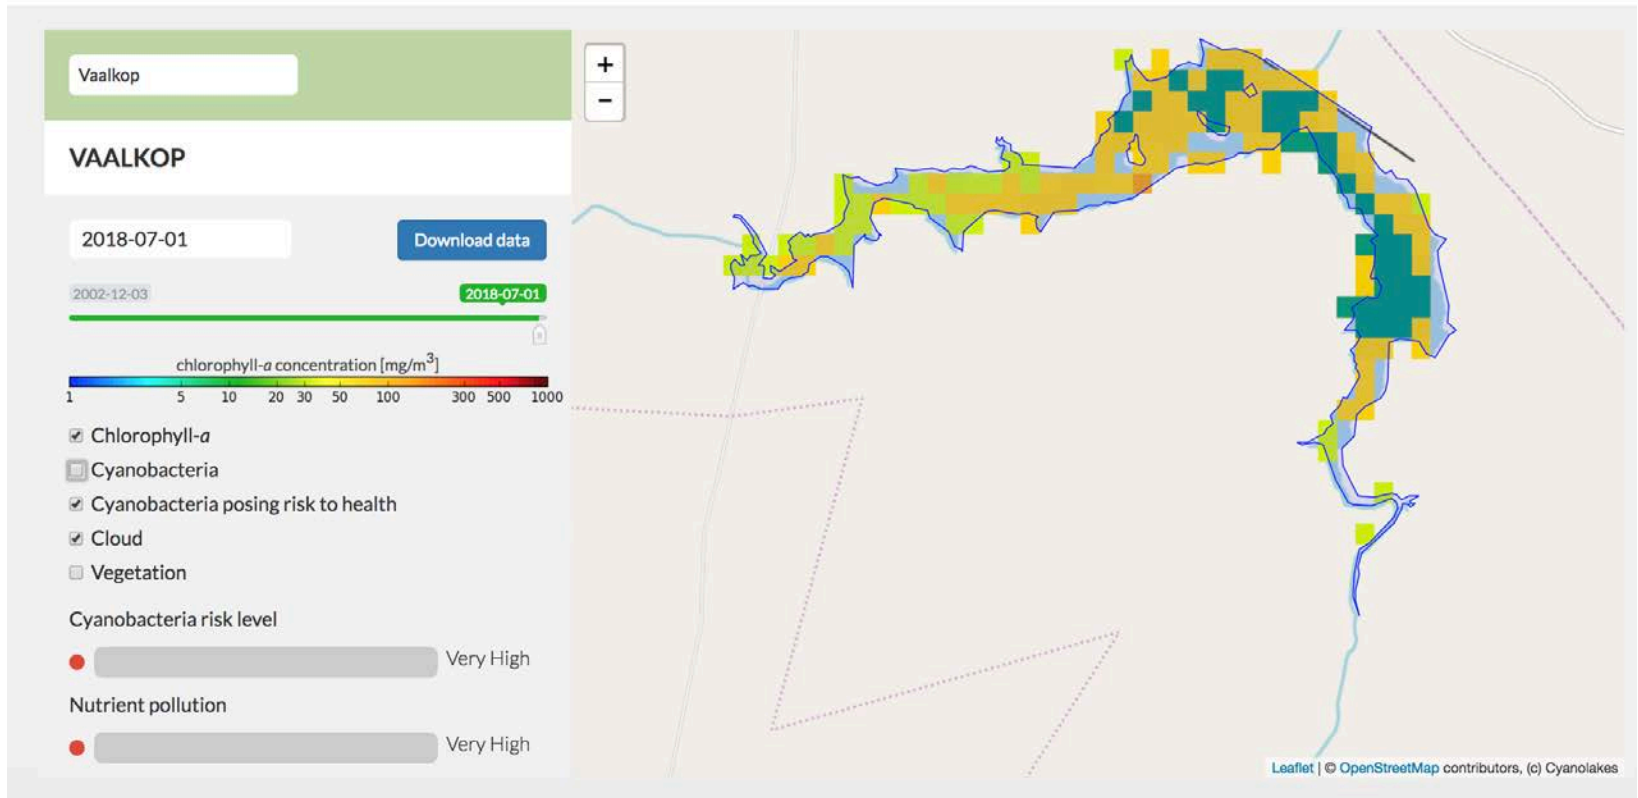 Vaalkop
VAALKOP
2018-07-01
Download data
2002-12-03
2018-07-01
chlorophyll-a concentration [mg/m³]
1 5 10 20 30 50 100 300 500 1000
Chlorophyll-a
Cyanobacteria
Cyanobacteria posing risk to health
Cloud
Vegetation
Cyanobacteria risk level
Very High
Nutrient pollution
Very High
+
−
Leaflet | © OpenStreetMap contributors, (c) Cyanolakes